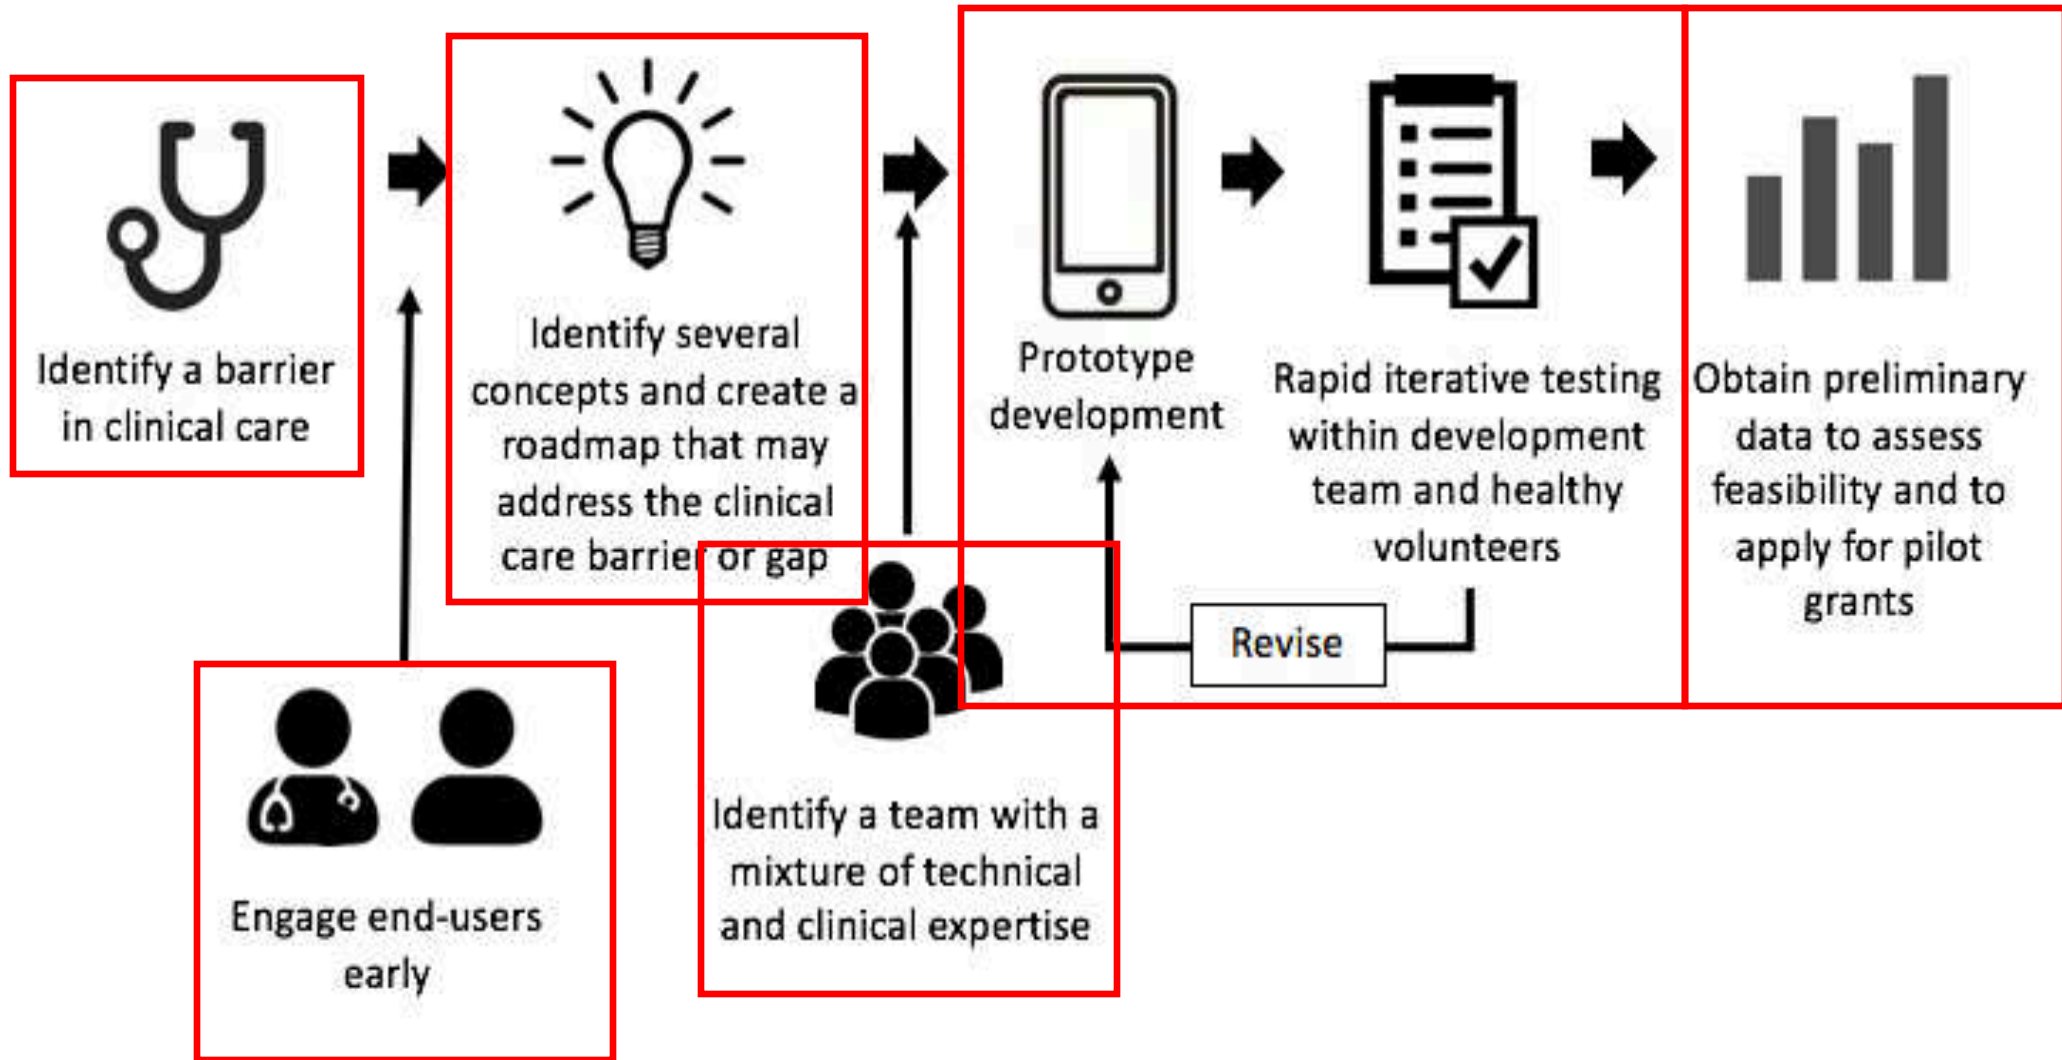 Identify a barrier
in clinical care
Identify several
concepts and create a
roadmap that may
address the clinical
care barrier or gap
Prototype
development
Rapid iterative testing
within development
team and healthy
volunteers
Obtain preliminary
data to assess
feasibility and to
apply for pilot
grants
Revise
Engage end-users
early
Identify a team with a
mixture of technical
and clinical expertise